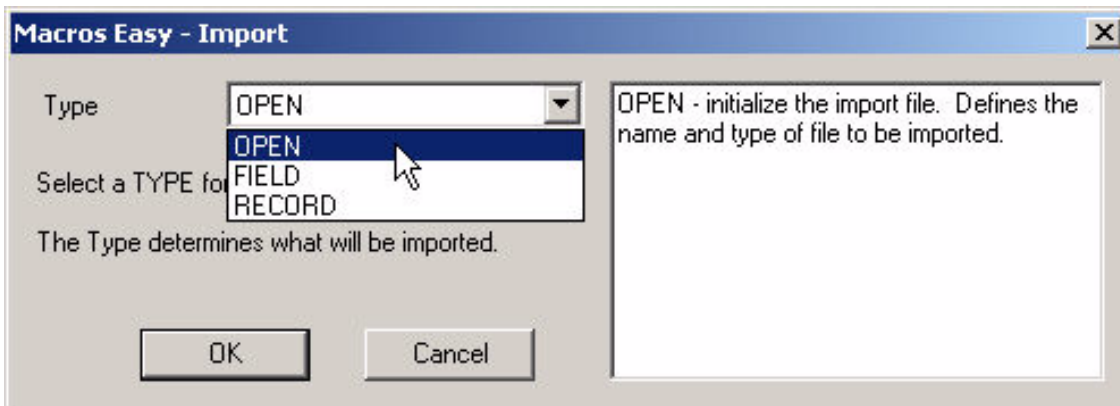 Macros Easy - Import
Type
OPEN
OPEN
FIELD
RECORD
Select a TYPE for
The Type determines what will be imported.
OK
Cancel
OPEN - initialize the import file.  Defines the
name and type of file to be imported.